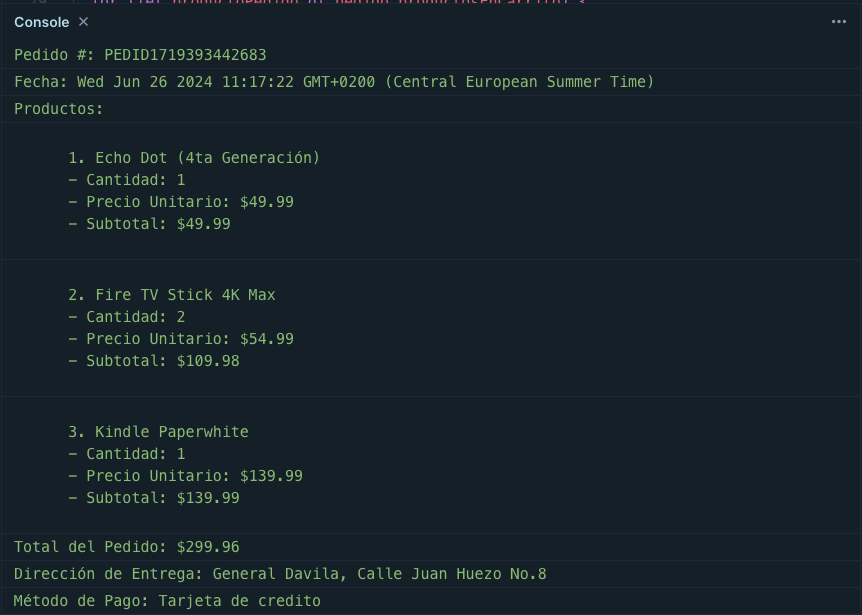 Console ×
Pedido #: PEDID1719393442683
Fecha: Wed Jun 26 2024 11:17:22 GMT+0200 (Central European Summer Time)
Productos:
1. Echo Dot (4ta Generación)
- Cantidad: 1
- Precio Unitario: $49.99
- Subtotal: $49.99
2. Fire TV Stick 4K Max
- Cantidad: 2
- Precio Unitario: $54.99
- Subtotal: $109.98
3. Kindle Paperwhite
- Cantidad: 1
- Precio Unitario: $139.99
- Subtotal: $139.99
Total del Pedido: $299.96
Dirección de Entrega: General Davila, Calle Juan Huezo No.8
Método de Pago: Tarjeta de credito